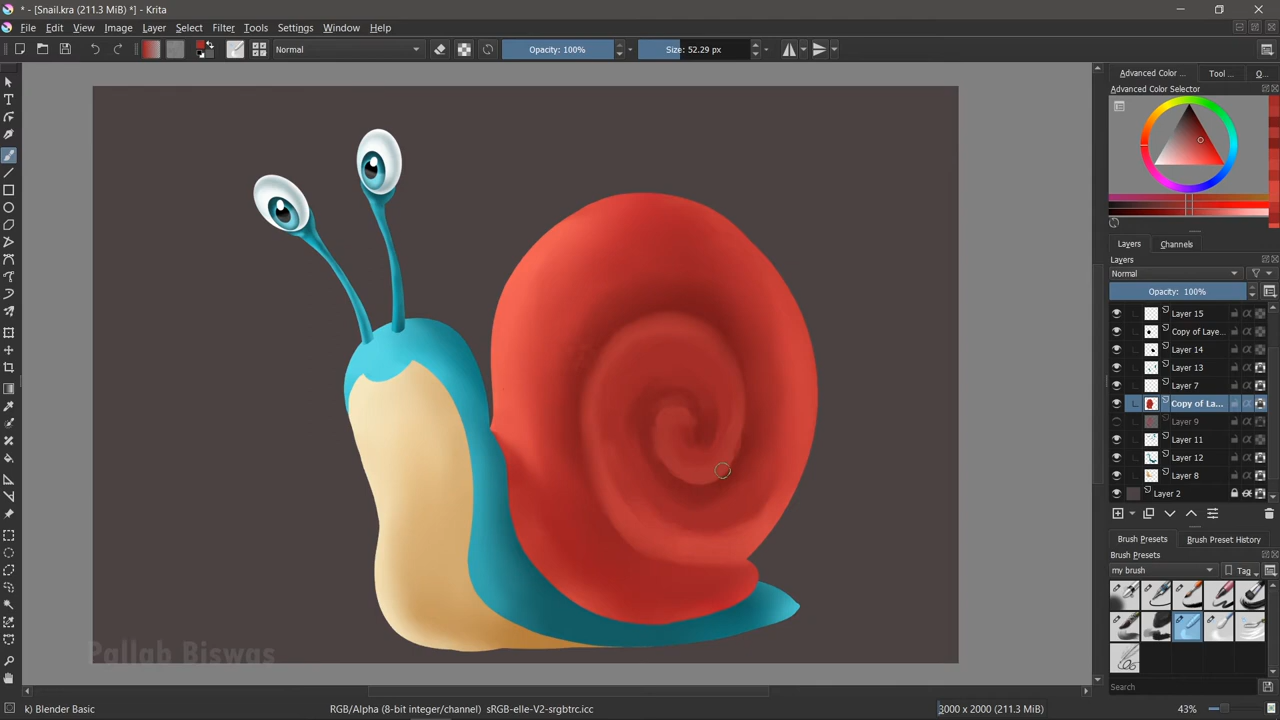 * - [Snail.kra (211.3 MiB) *] - Krita
File Edit View Image Layer Select Filter Tools Settings Window Help
Normal Opacity: 100% Size: 52.29 px
Advanced Color ... Tool ... O...
Advanced Color Selector
Layers Channels
Layers
Normal
Opacity: 100%
Layer 15
Copy of Laye...
Layer 14
Layer 13
Layer 7
Copy of La...
Layer 9
Layer 11
Layer 12
Layer 8
Layer 2
Brush Presets Brush Preset History
Brush Presets
my brush Tag
Search
Pallab Biswas
k) Blender Basic RGB/Alpha (8-bit integer/channel) sRGB-elle-V2-srgbtrc.icc 3000 x 2000 (211.3 MiB) 43%